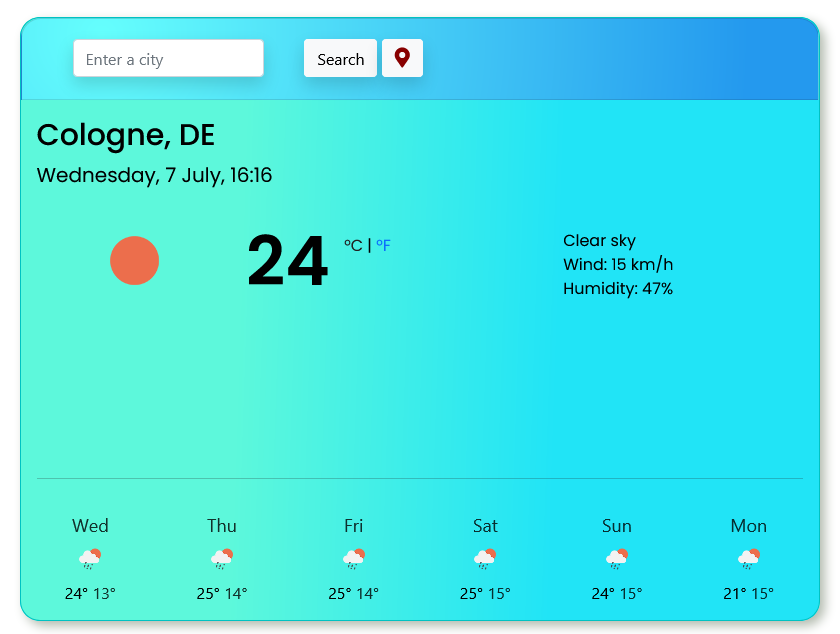 Enter a city
Search
Cologne, DE
Wednesday, 7 July, 16:16
24 °C | °F
Clear sky
Wind: 15 km/h
Humidity: 47%
Wed Thu Fri Sat Sun Mon
24° 13° 25° 14° 25° 14° 25° 15° 24° 15° 21° 15°